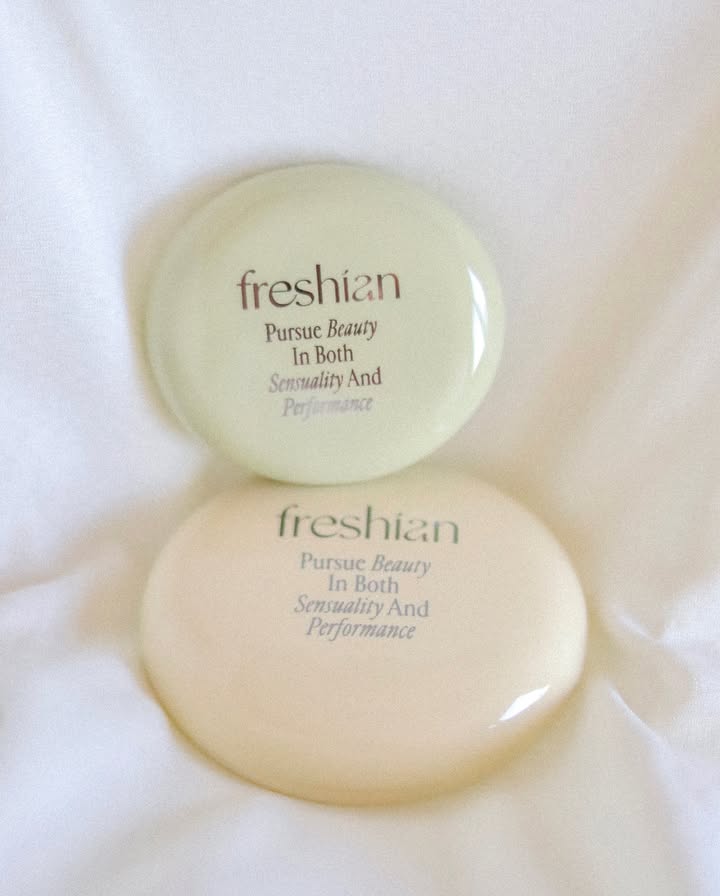 freshian
Pursue Beauty
In Both
Sensuality And
Performance
freshian
Pursue Beauty
In Both
Sensuality And
Performance